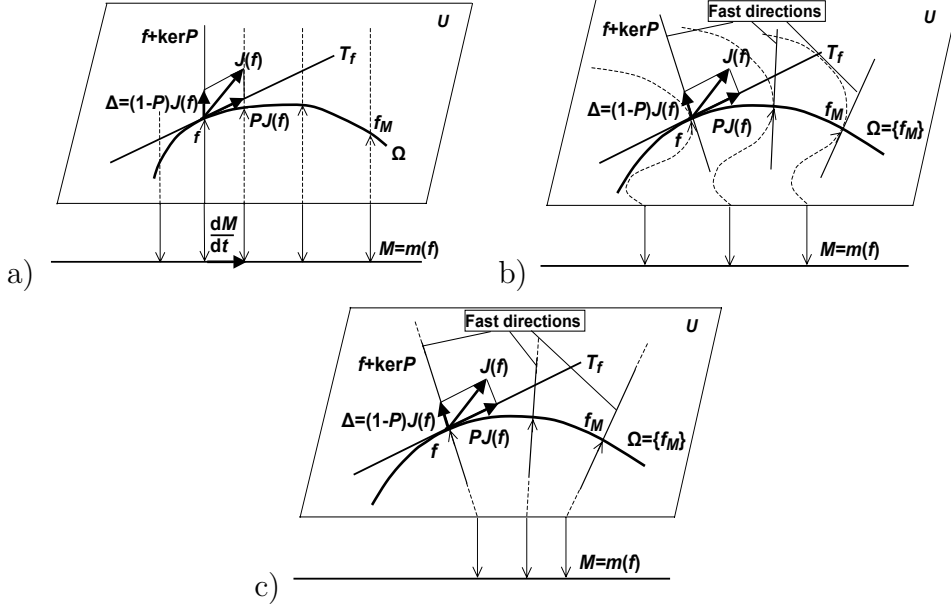 U
f+kerP
J(f)
T_f
Δ=(1-P)J(f)
PJ(f)
f
f_M
Ω
dM
dt
M=m(f)
a)
Fast directions
U
f+kerP
J(f)
T_f
Δ=(1-P)J(f)
PJ(f)
f
f_M
Ω={f_M}
M=m(f)
b)
Fast directions
U
f+kerP
J(f)
T_f
Δ=(1-P)J(f)
PJ(f)
f
f_M
Ω={f_M}
M=m(f)
c)